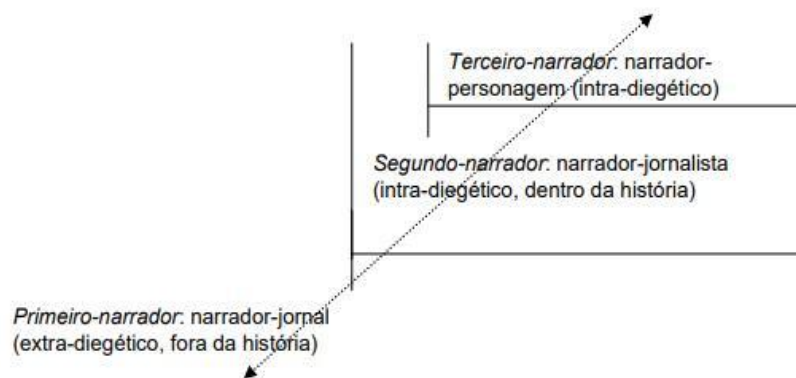 Terceiro-narrador: narrador-
personagem (intra-diegético)
Segundo-narrador: narrador-jornalista
(intra-diegético, dentro da história)
Primeiro-narrador: narrador-jornal
(extra-diegético, fora da história)